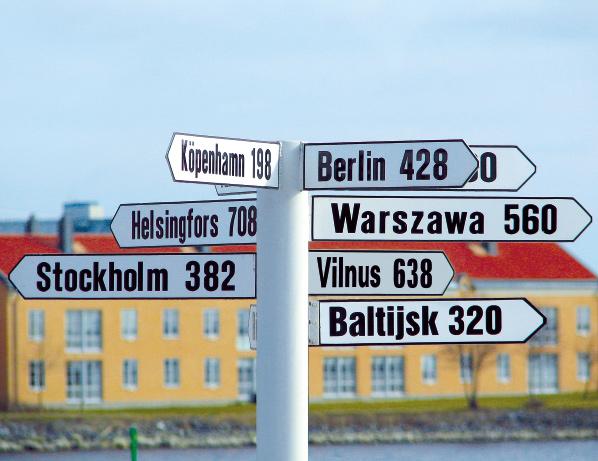 Köpenhamn 198
Berlin 428
Helsingfors 708
Warszawa 560
Stockholm 382
Vilnus 638
Baltijsk 320